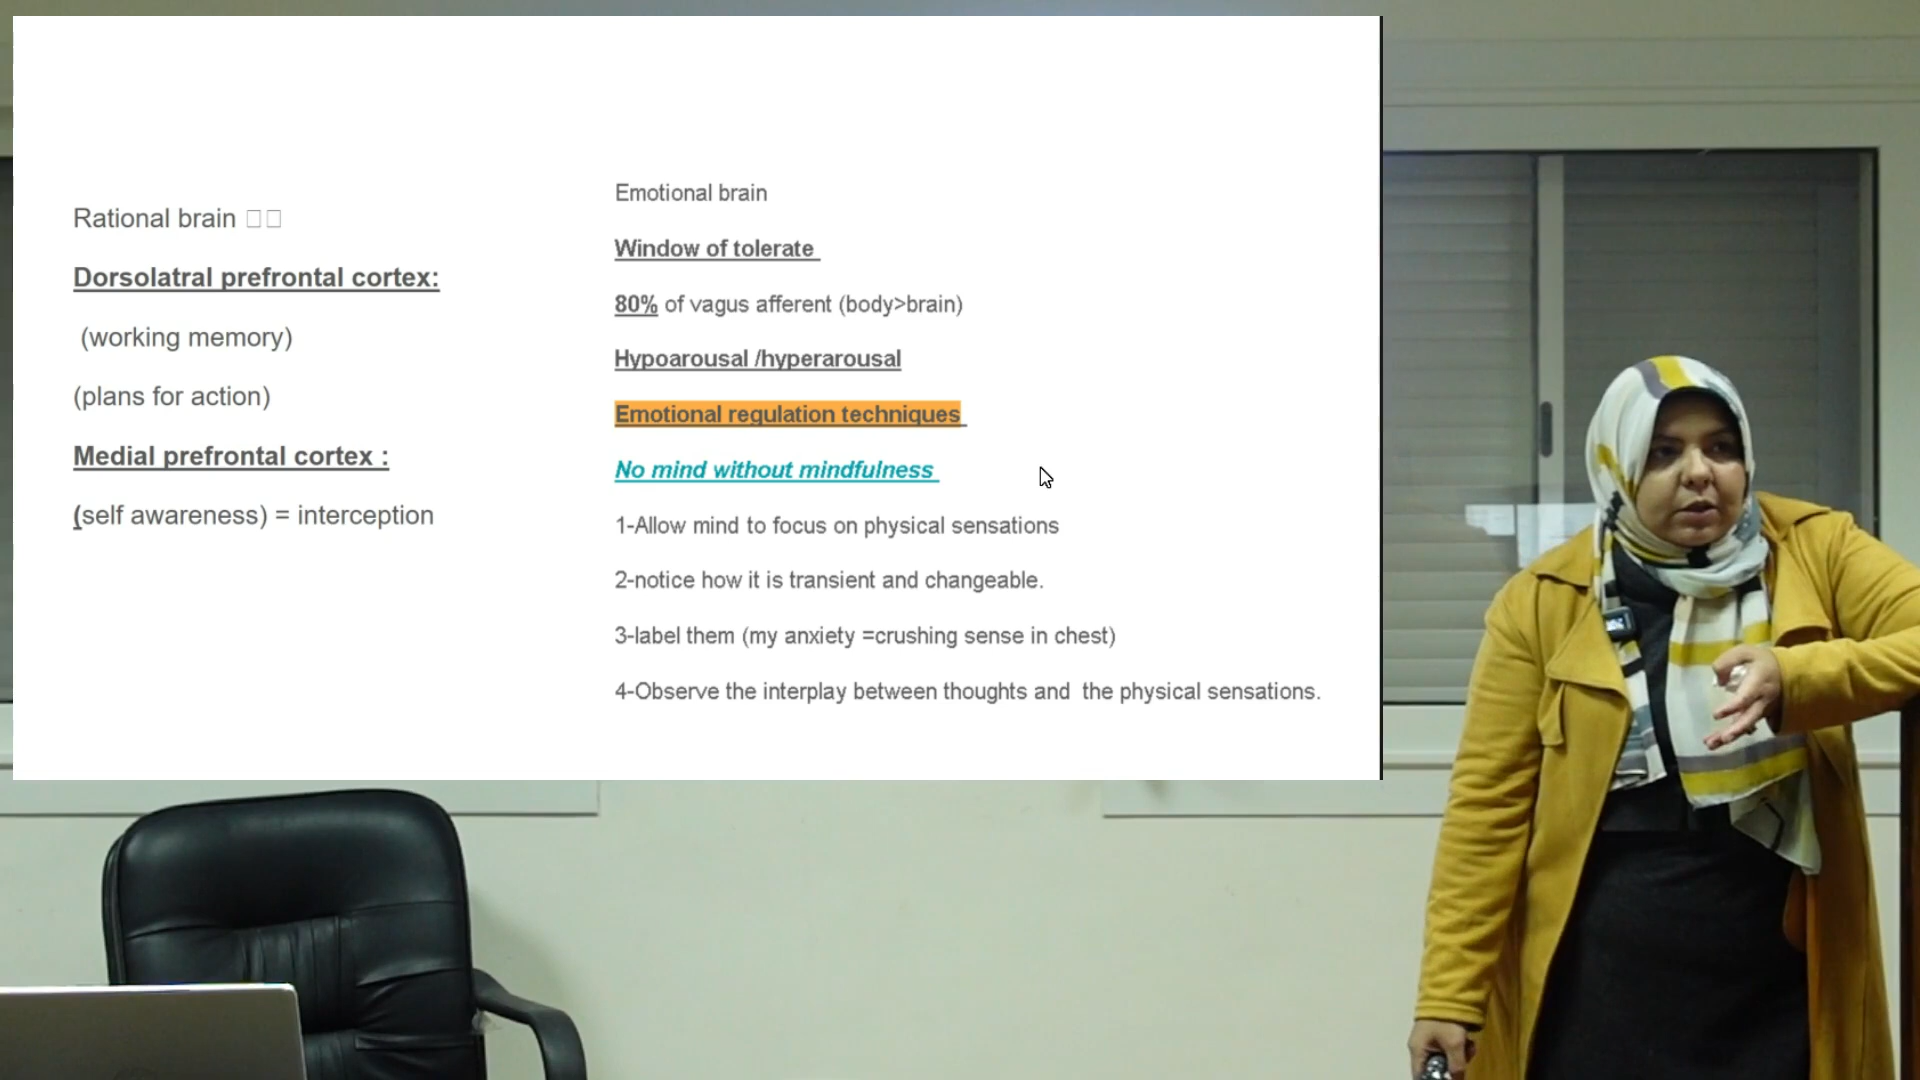 Rational brain
Dorsolatral prefrontal cortex:
(working memory)
(plans for action)
Medial prefrontal cortex :
(self awareness) = interception
Emotional brain
Window of tolerate
80% of vagus afferent (body>brain)
Hypoarousal /hyperarousal
Emotional regulation techniques
No mind without mindfulness
1-Allow mind to focus on physical sensations
2-notice how it is transient and changeable.
3-label them (my anxiety =crushing sense in chest)
4-Observe the interplay between thoughts and the physical sensations.